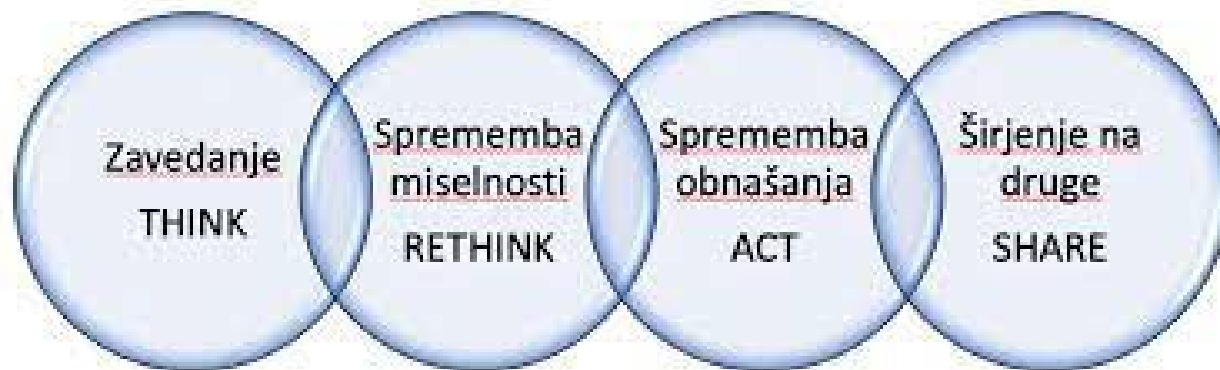 Zavedanje
THINK
Sprememba
miselnosti
RETHINK
Sprememba
obnašanja
ACT
Širjenje na
druge
SHARE